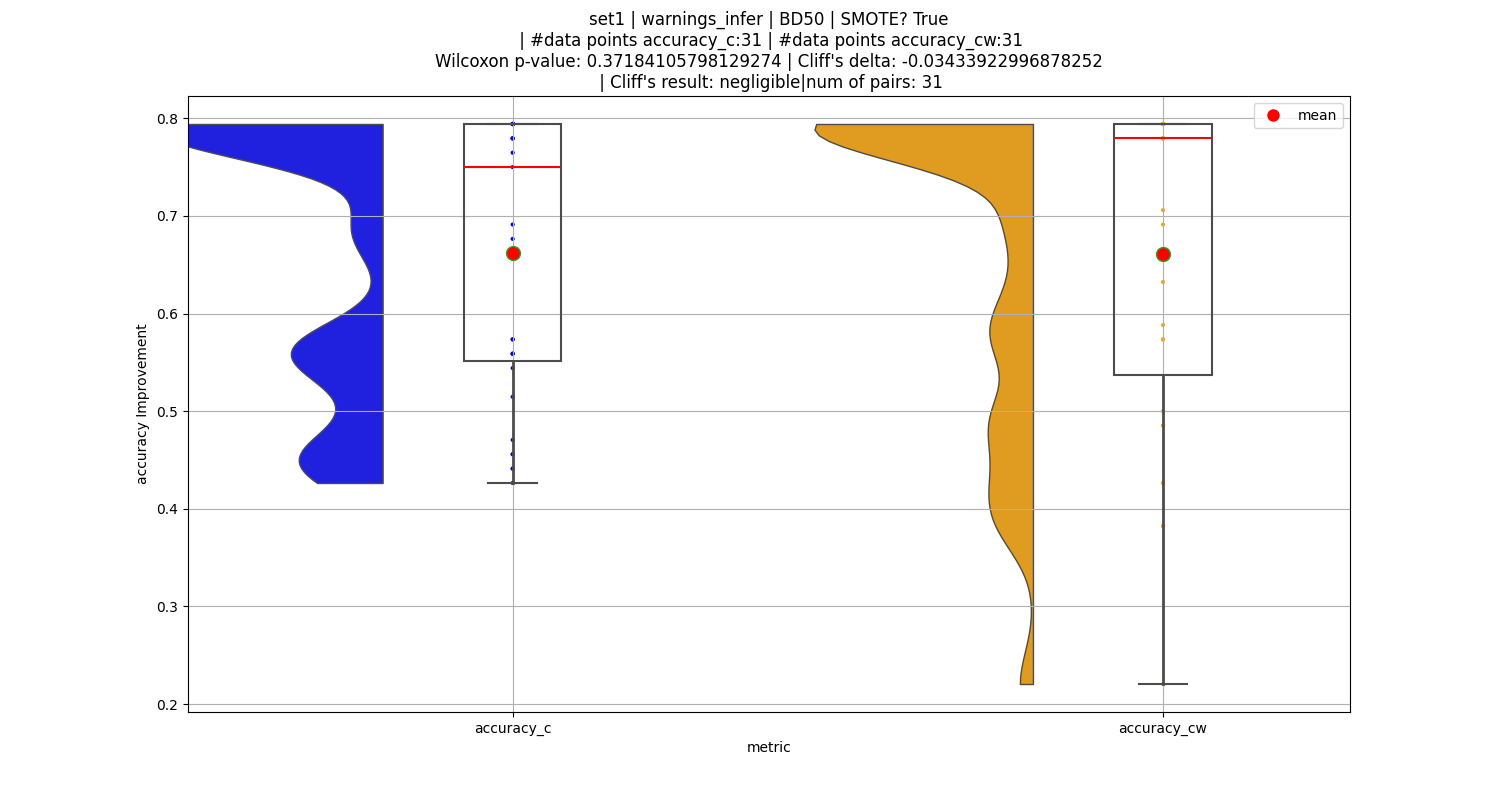 set1 | warnings_infer | BD50 | SMOTE? True
| #data points accuracy_c:31 | #data points accuracy_cw:31
Wilcoxon p-value: 0.37184105798129274 | Cliff's delta: -0.03433922996878252
| Cliff's result: negligible|num of pairs: 31
mean
0.8
0.7
0.6
0.5
0.4
0.3
0.2
accuracy Improvement
accuracy_c
accuracy_cw
metric